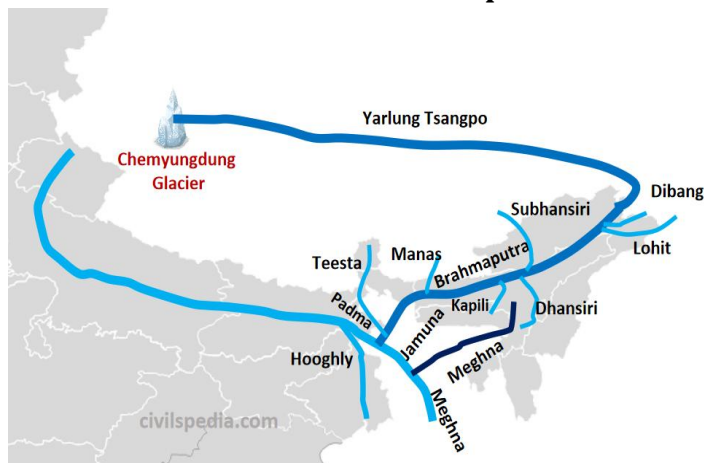 Yarlung Tsangpo
Chemyungdung
Glacier
Dibang
Subhansiri
Lohit
Teesta
Manas
Brahmaputra
Padma
Jamuna
Kapili
Dhansiri
Hooghly
Meghna
Meghna
civilspedia.com